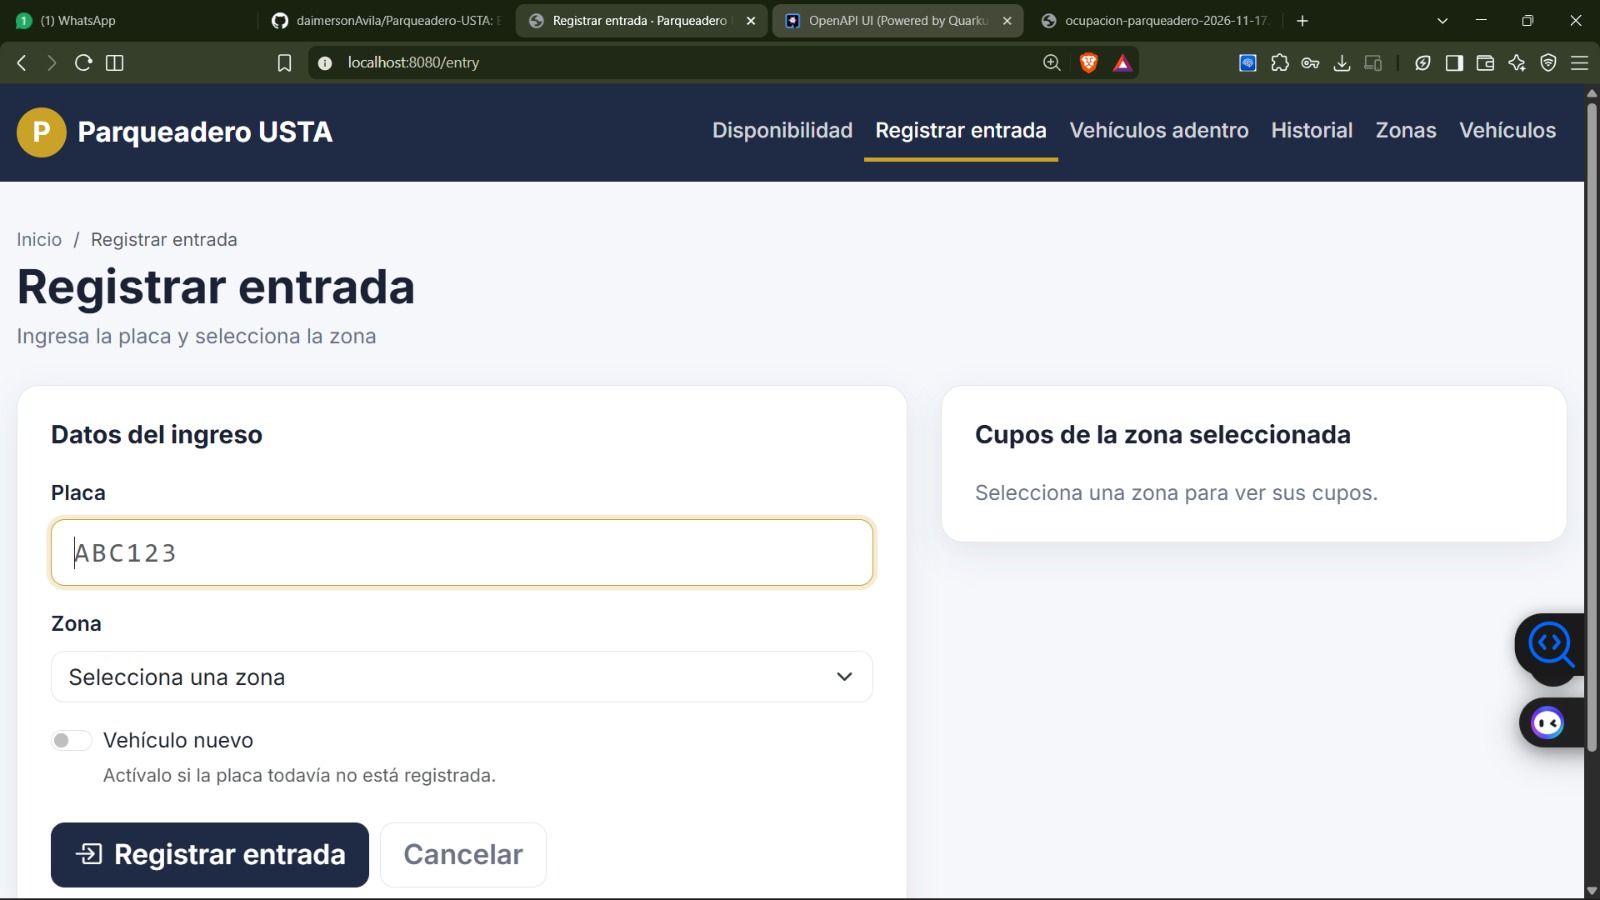 1
(1) WhatsApp
daimersonAvila/Parqueadero-USTA: E
Registrar entrada · Parqueadero
OpenAPI UI (Powered by Quarku
ocupacion-parqueadero-2026-11-17.
localhost:8080/entry
P
Parqueadero USTA
Disponibilidad
Registrar entrada
Vehículos adentro
Historial
Zonas
Vehículos
Inicio / Registrar entrada
Registrar entrada
Ingresa la placa y selecciona la zona
Datos del ingreso
Placa
ABC123
Zona
Selecciona una zona
Vehículo nuevo
Actívalo si la placa todavía no está registrada.
Registrar entrada
Cancelar
Cupos de la zona seleccionada
Selecciona una zona para ver sus cupos.